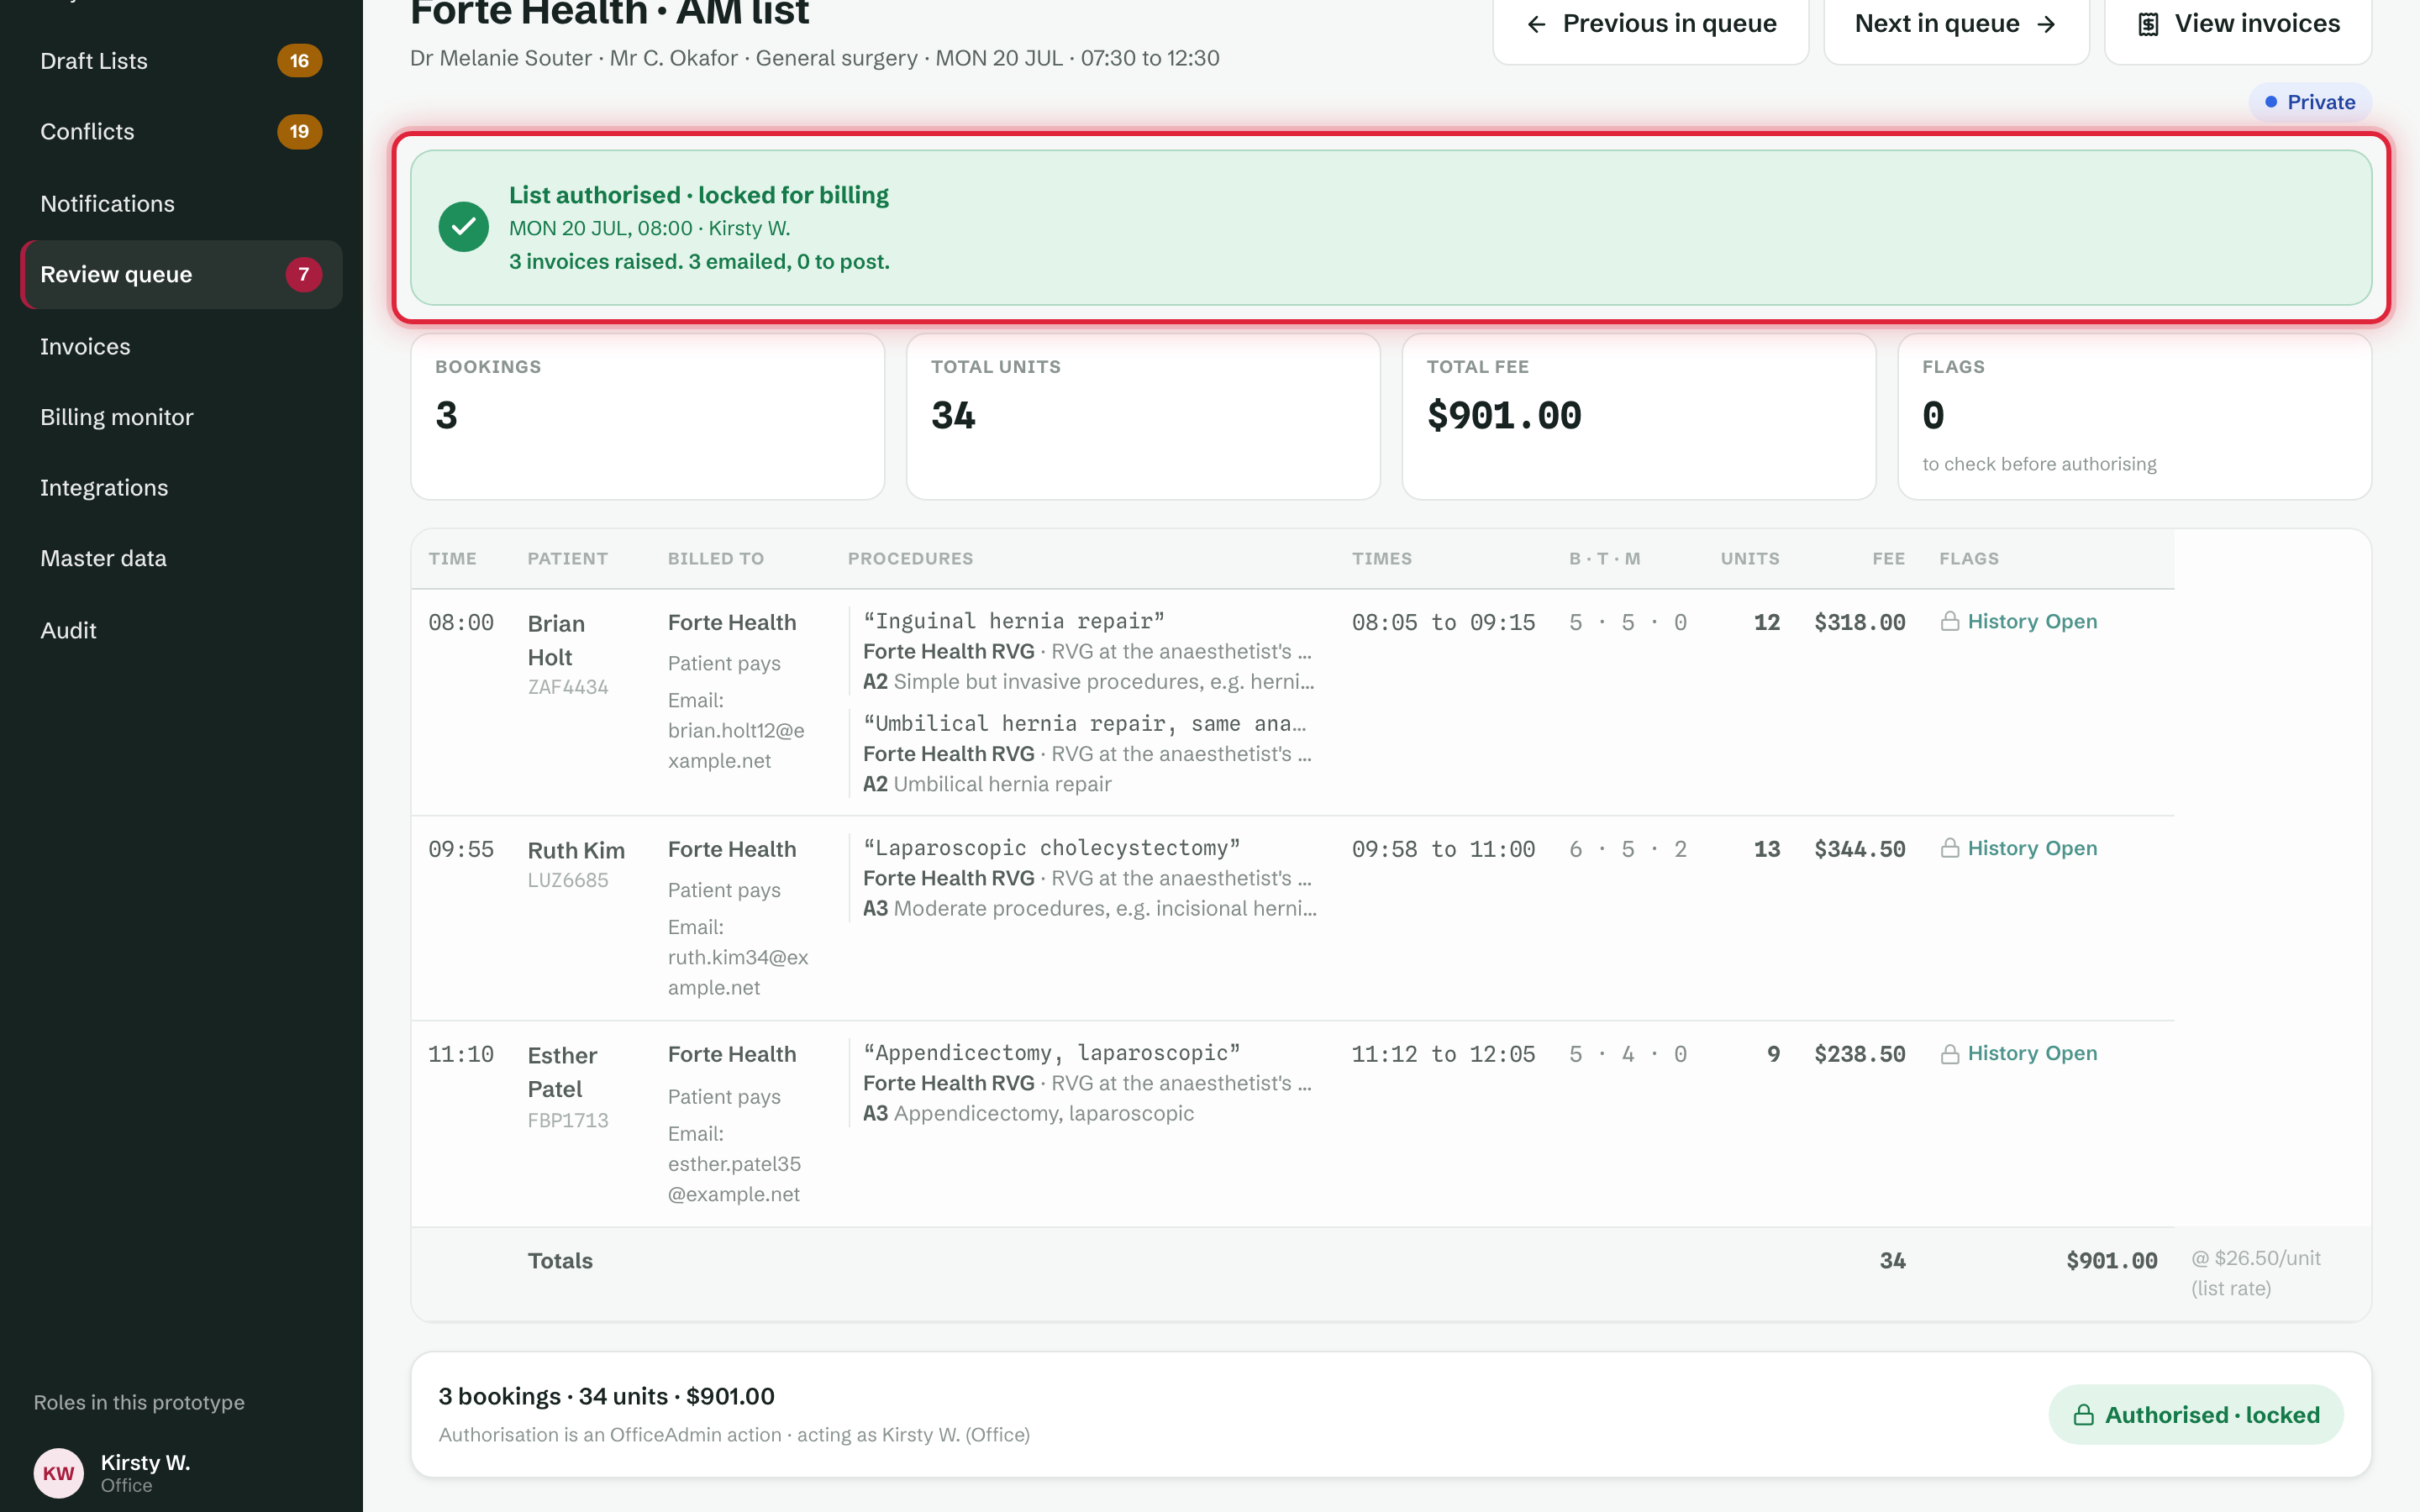 Forte Health · AM list
Dr Melanie Souter · Mr C. Okafor · General surgery · MON 20 JUL · 07:30 to 12:30
← Previous in queue
Next in queue →
View invoices
Private
Draft Lists 16
Conflicts 19
Notifications
Review queue 7
Invoices
Billing monitor
Integrations
Master data
Audit
Roles in this prototype
KW
Kirsty W.
Office
List authorised · locked for billing
MON 20 JUL, 08:00 · Kirsty W.
3 invoices raised. 3 emailed, 0 to post.
BOOKINGS
3
TOTAL UNITS
34
TOTAL FEE
$901.00
FLAGS
0
to check before authorising
TIME PATIENT BILLED TO PROCEDURES TIMES B · T · M UNITS FEE FLAGS
08:00
Brian
Holt
ZAF4434
Forte Health
Patient pays
Email:
brian.holt12@e
xample.net
“Inguinal hernia repair”
Forte Health RVG · RVG at the anaesthetist's ...
A2 Simple but invasive procedures, e.g. herni...
“Umbilical hernia repair, same ana…
Forte Health RVG · RVG at the anaesthetist's ...
A2 Umbilical hernia repair
08:05 to 09:15
5 · 5 · 0
12
$318.00
History Open
09:55
Ruth Kim
LUZ6685
Forte Health
Patient pays
Email:
ruth.kim34@ex
ample.net
“Laparoscopic cholecystectomy”
Forte Health RVG · RVG at the anaesthetist's ...
A3 Moderate procedures, e.g. incisional herni...
09:58 to 11:00
6 · 5 · 2
13
$344.50
History Open
11:10
Esther
Patel
FBP1713
Forte Health
Patient pays
Email:
esther.patel35
@example.net
“Appendicectomy, laparoscopic”
Forte Health RVG · RVG at the anaesthetist's ...
A3 Appendicectomy, laparoscopic
11:12 to 12:05
5 · 4 · 0
9
$238.50
History Open
Totals 34 $901.00 @ $26.50/unit
(list rate)
3 bookings · 34 units · $901.00
Authorisation is an OfficeAdmin action · acting as Kirsty W. (Office)
Authorised · locked